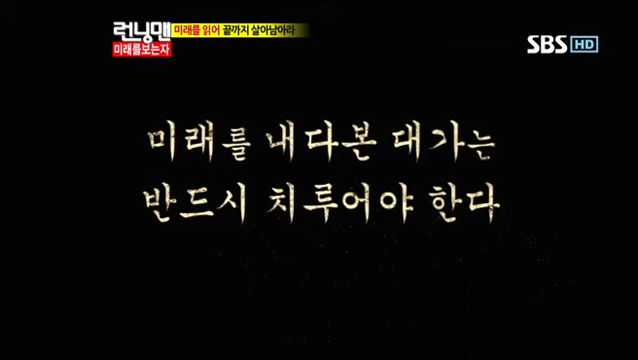 런닝맨 미래를 읽어 끝까지 살아남아라
미래를보는자
SBS HD
미래를 내다본 대가는
반드시 치루어야 한다